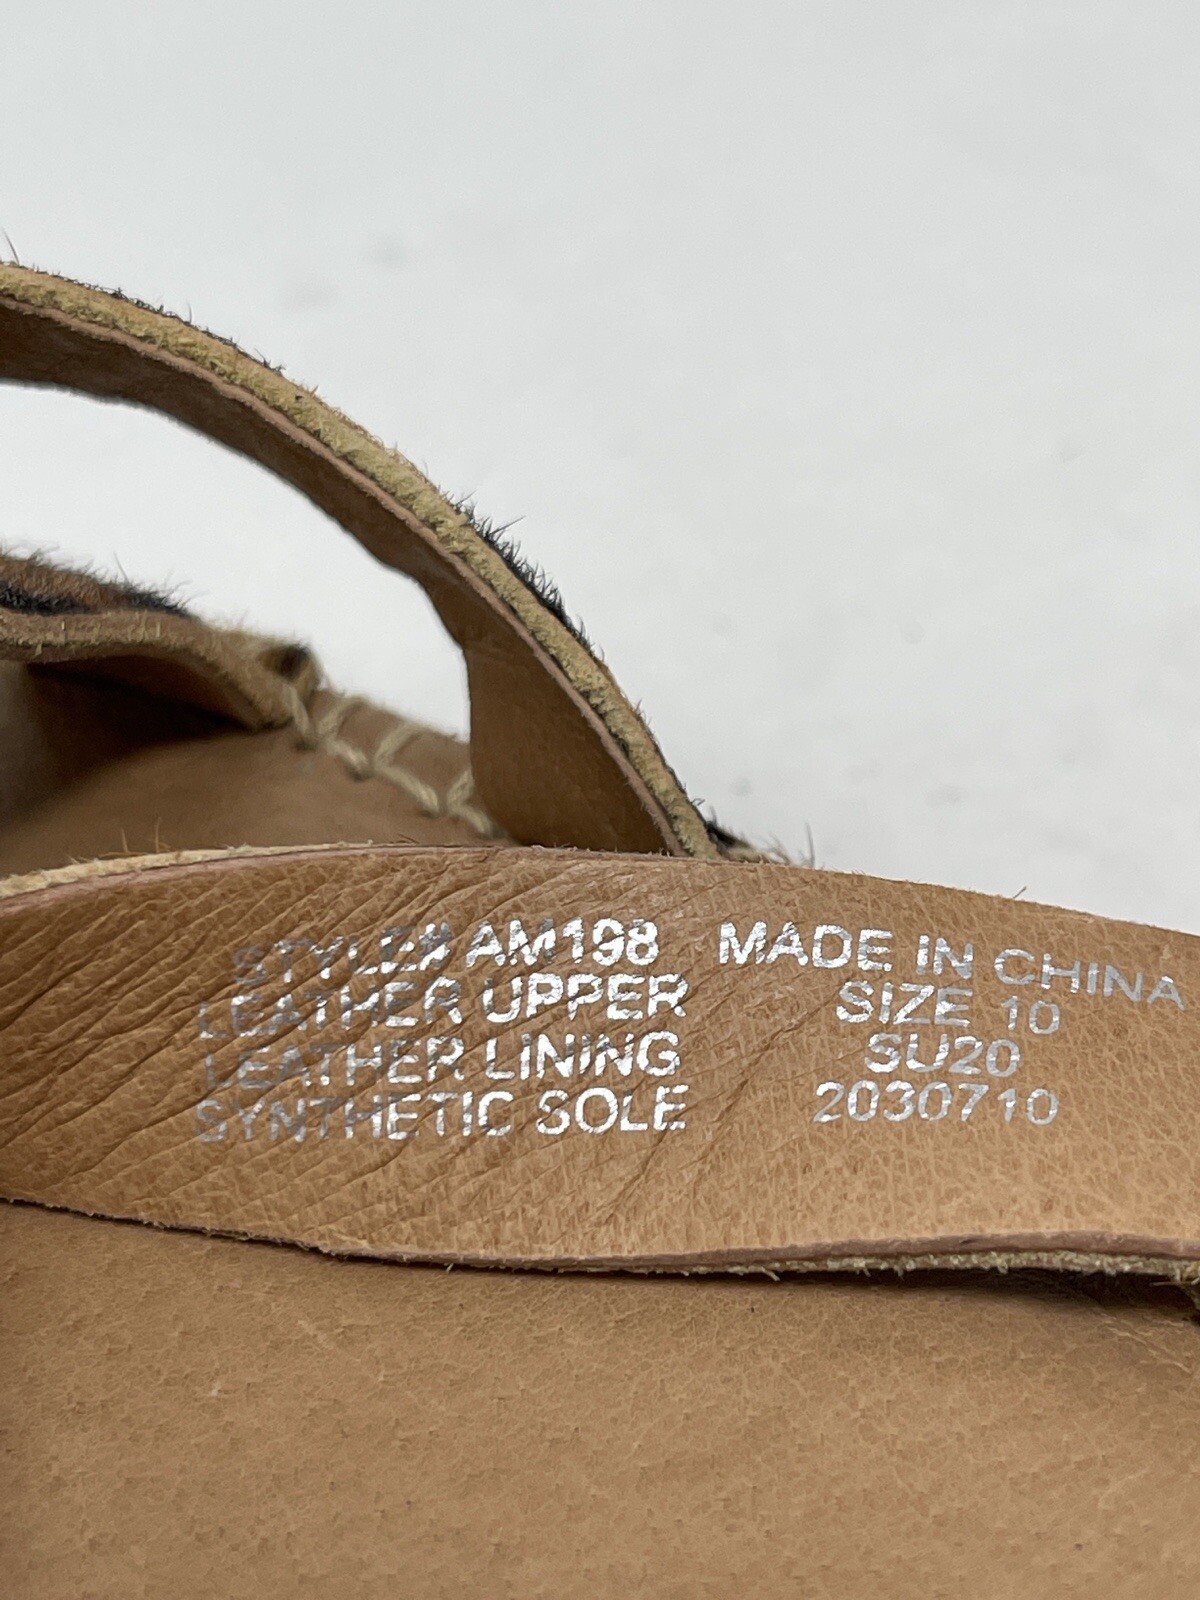 STYLE# AM198
LEATHER UPPER
LEATHER LINING
SYNTHETIC SOLE
MADE IN CHINA
SIZE 10
SU20
2030710